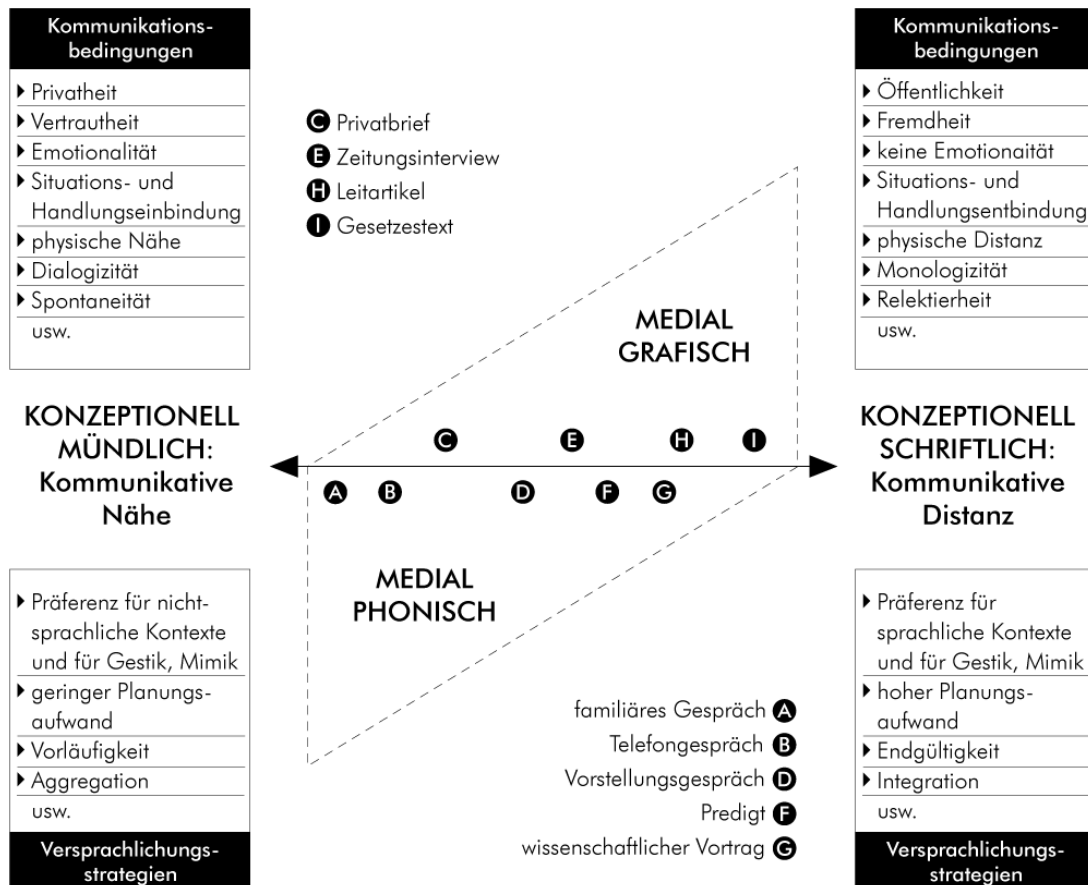 Kommunikations-
bedingungen
Privatheit
Vertrautheit
Emotionalität
Situations- und
Handlungseinbindung
physische Nähe
Dialogizität
Spontaneität
usw.
C Privatbrief
E Zeitungsinterview
H Leitartikel
I Gesetzestext
Kommunikations-
bedingungen
Öffentlichkeit
Fremdheit
keine Emotionaität
Situations- und
Handlungsentbindung
physische Distanz
Monologizität
Relektierheit
usw.
MEDIAL
GRAFISCH
KONZEPTIONELL
MÜNDLICH:
Kommunikative
Nähe
C E H I
A B D F G
KONZEPTIONELL
SCHRIFTLICH:
Kommunikative
Distanz
MEDIAL
PHONISCH
Präferenz für nicht-
sprachliche Kontexte
und für Gestik, Mimik
geringer Planungs-
aufwand
Vorläufigkeit
Aggregation
usw.
Versprachlichungs-
strategien
familiäres Gespräch A
Telefongespräch B
Vorstellungsgespräch D
Predigt F
wissenschaftlicher Vortrag G
Präferenz für
sprachliche Kontexte
und für Gestik, Mimik
hoher Planungs-
aufwand
Endgültigkeit
Integration
usw.
Versprachlichungs-
strategien